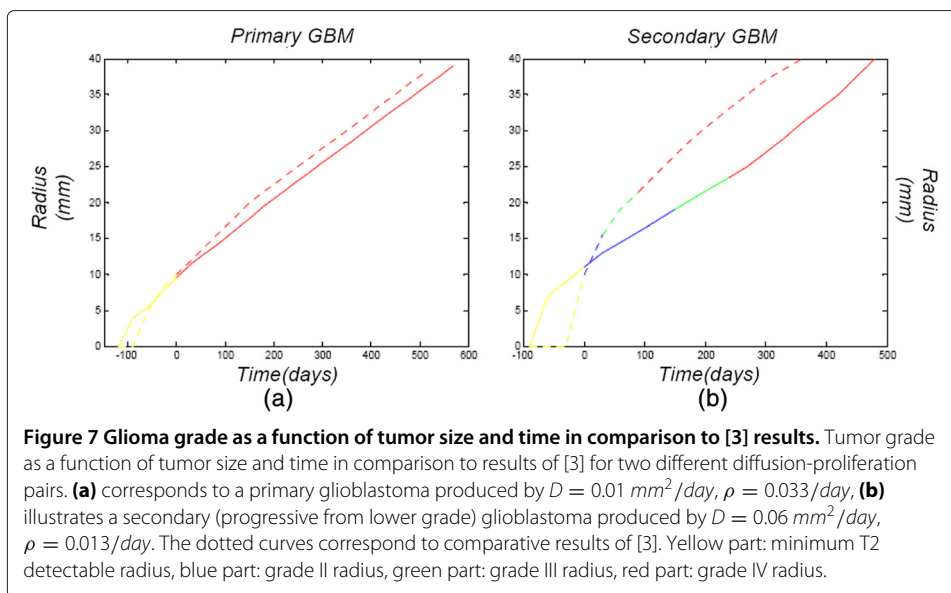 Primary GBM
Secondary GBM
40
35
30
25
20
15
10
5
0
Radius
(mm)
-100 0 100 200 300 400 500 600
Time(days)
(a)
40
35
30
25
20
15
10
5
0
-100 0 100 200 300 400 500
Time(days)
(b)
Radius
(mm)
Figure 7 Glioma grade as a function of tumor size and time in comparison to [3] results. Tumor grade
as a function of tumor size and time in comparison to results of [3] for two different diffusion-proliferation
pairs. (a) corresponds to a primary glioblastoma produced by D = 0.01 mm²/day, ρ = 0.033/day, (b)
illustrates a secondary (progressive from lower grade) glioblastoma produced by D = 0.06 mm²/day,
ρ = 0.013/day. The dotted curves correspond to comparative results of [3]. Yellow part: minimum T2
detectable radius, blue part: grade II radius, green part: grade III radius, red part: grade IV radius.